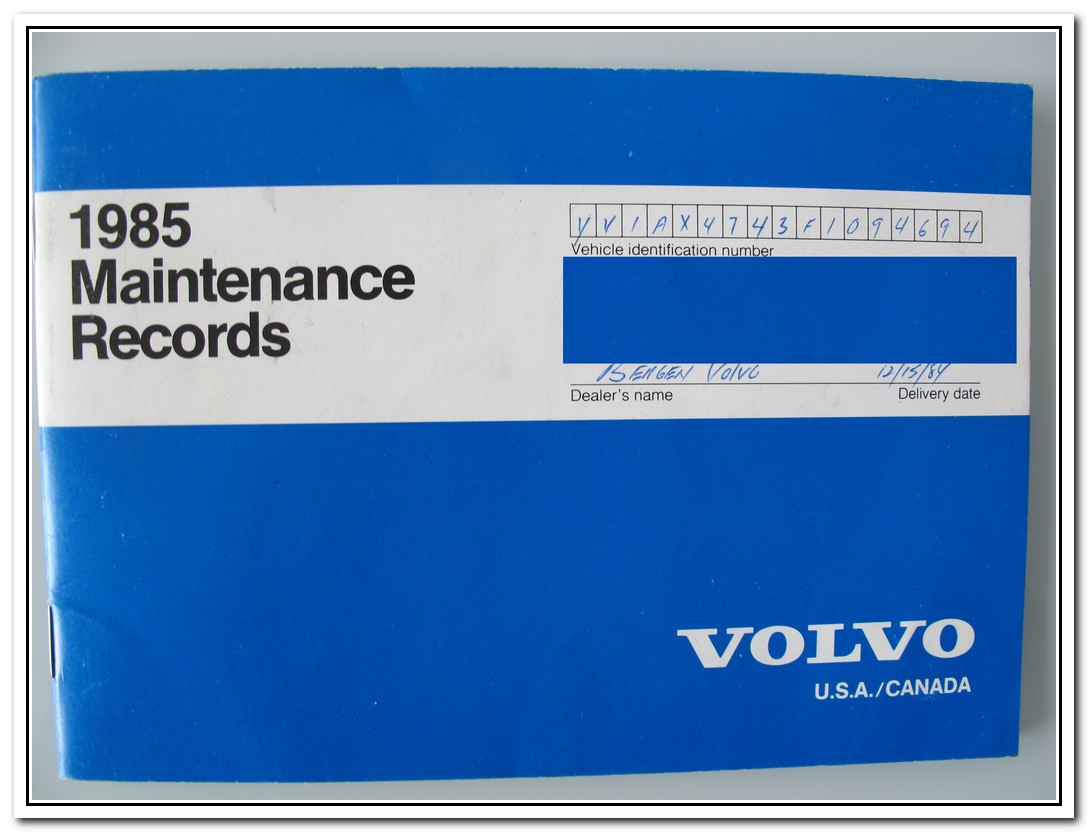 1985
Maintenance
Records
YV1AX4743F1094694
Vehicle identification number
BERGEN VOLVO 12/15/84
Dealer's name Delivery date
VOLVO
U.S.A./CANADA